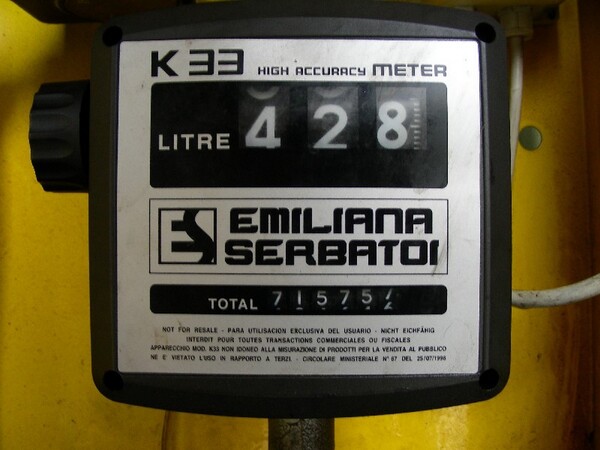 K33 HIGH ACCURACY METER
LITRE 428
ES EMILIANA
SERBATOI
TOTAL 71575
NOT FOR RESALE - PARA UTILISACION EXCLUSIVA DEL USUARIO - NICHT EICHFÄHIG
INTERDIT POUR TOUTES TRANSACTIONS COMMERCIALES OU FISCALES
APPARECCHIO MOD. K33 NON IDONEO ALLA MISURAZIONE DI PRODOTTI PER LA VENDITA AL PUBBLICO
NE E' VIETATO L'USO IN RAPPORTO A TERZI. - CIRCOLARE MINISTERIALE N° 67 DEL 25/07/1996